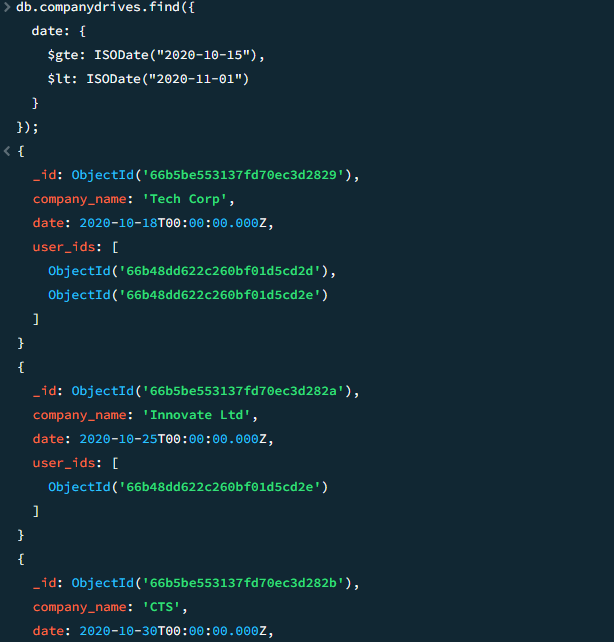 db.companydrives.find({
date: {
$gte: ISODate("2020-10-15"),
$lt: ISODate("2020-11-01")
}
});
{
_id: ObjectId('66b5be553137fd70ec3d2829'),
company_name: 'Tech Corp',
date: 2020-10-18T00:00:00.000Z,
user_ids: [
ObjectId('66b48dd622c260bf01d5cd2d'),
ObjectId('66b48dd622c260bf01d5cd2e')
]
}
{
_id: ObjectId('66b5be553137fd70ec3d282a'),
company_name: 'Innovate Ltd',
date: 2020-10-25T00:00:00.000Z,
user_ids: [
ObjectId('66b48dd622c260bf01d5cd2e')
]
}
{
_id: ObjectId('66b5be553137fd70ec3d282b'),
company_name: 'CTS',
date: 2020-10-30T00:00:00.000Z,